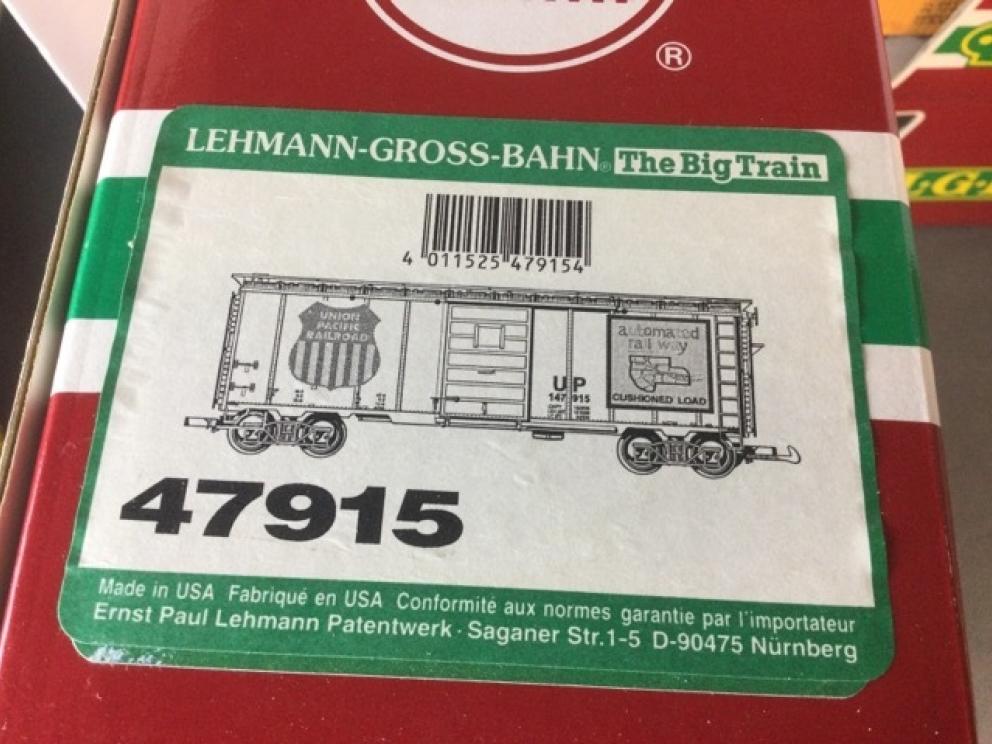 ®
LEHMANN-GROSS-BAHN® The Big Train
4 011525 479154
UNION
PACIFIC
RAILROAD
automated
rail way
CUSHIONED LOAD
UP
147 915
47915
Made in USA Fabriqué en USA Conformité aux normes garantie par l'importateur
Ernst Paul Lehmann Patentwerk · Saganer Str.1-5 D-90475 Nürnberg